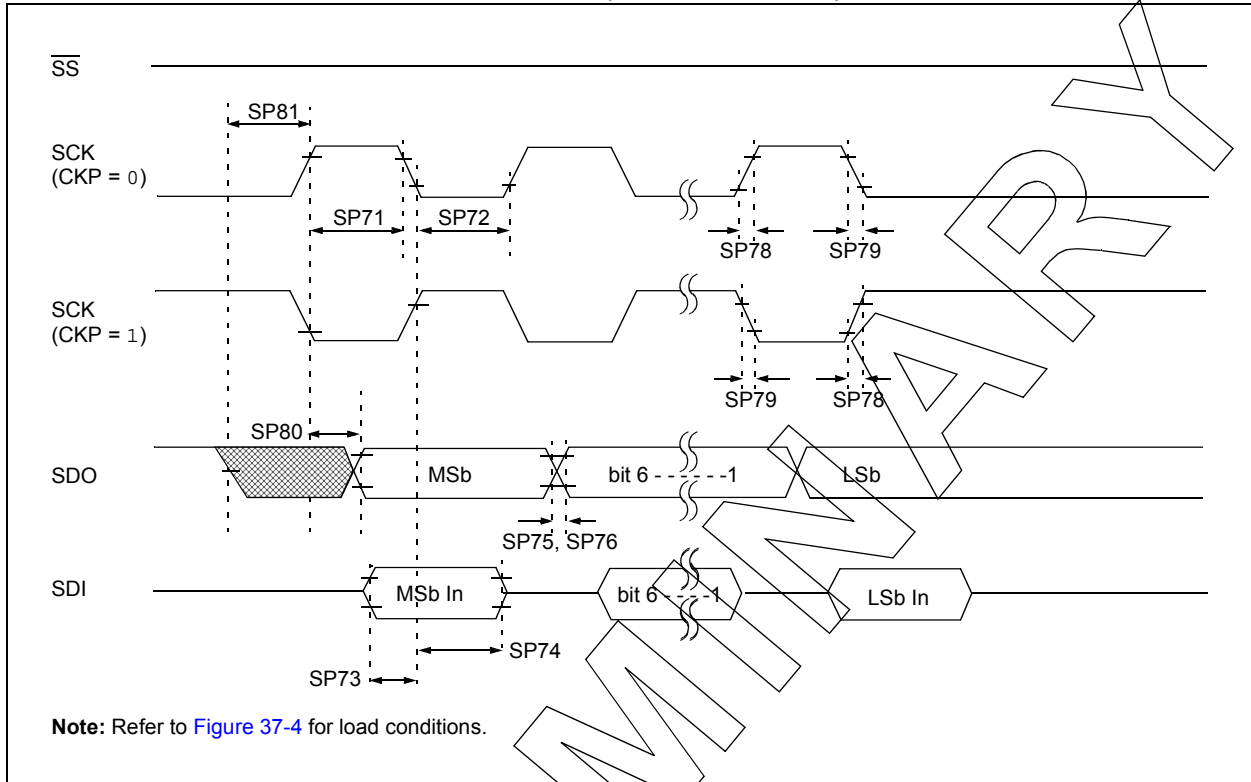 SS
SP81
SCK
(CKP = 0)
SP71
SP72
SP78
SP79
SCK
(CKP = 1)
SP79
SP78
SP80
SDO
MSb
bit 6 - - - - - -1
LSb
SP75, SP76
SDI
MSb In
bit 6 - - - - -1
LSb In
SP74
SP73
Note: Refer to Figure 37-4 for load conditions.
MINARY